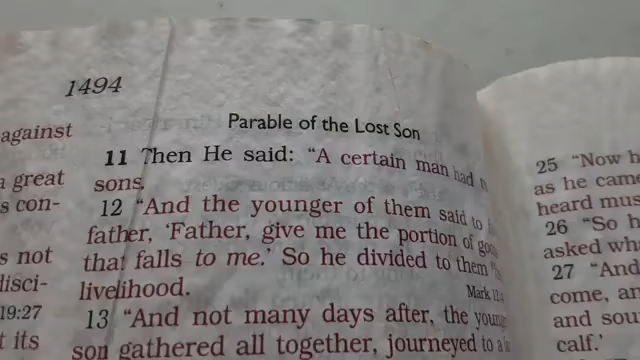 1494
against
a great
s con-
s not
disci-
19:27
t its
Parable of the Lost Son
11 Then He said: “A certain man had
sons.
12 “And the younger of them said to
father, ‘Father, give me the portion of
that falls to me.’ So he divided to them
livelihood.
Mark 12:
13 “And not many days after, the
son gathered all together, journeyed to a
25 “Now h
as he came
heard mus
26 “So h
asked wh
27 “And
come, an
and soun
calf.’